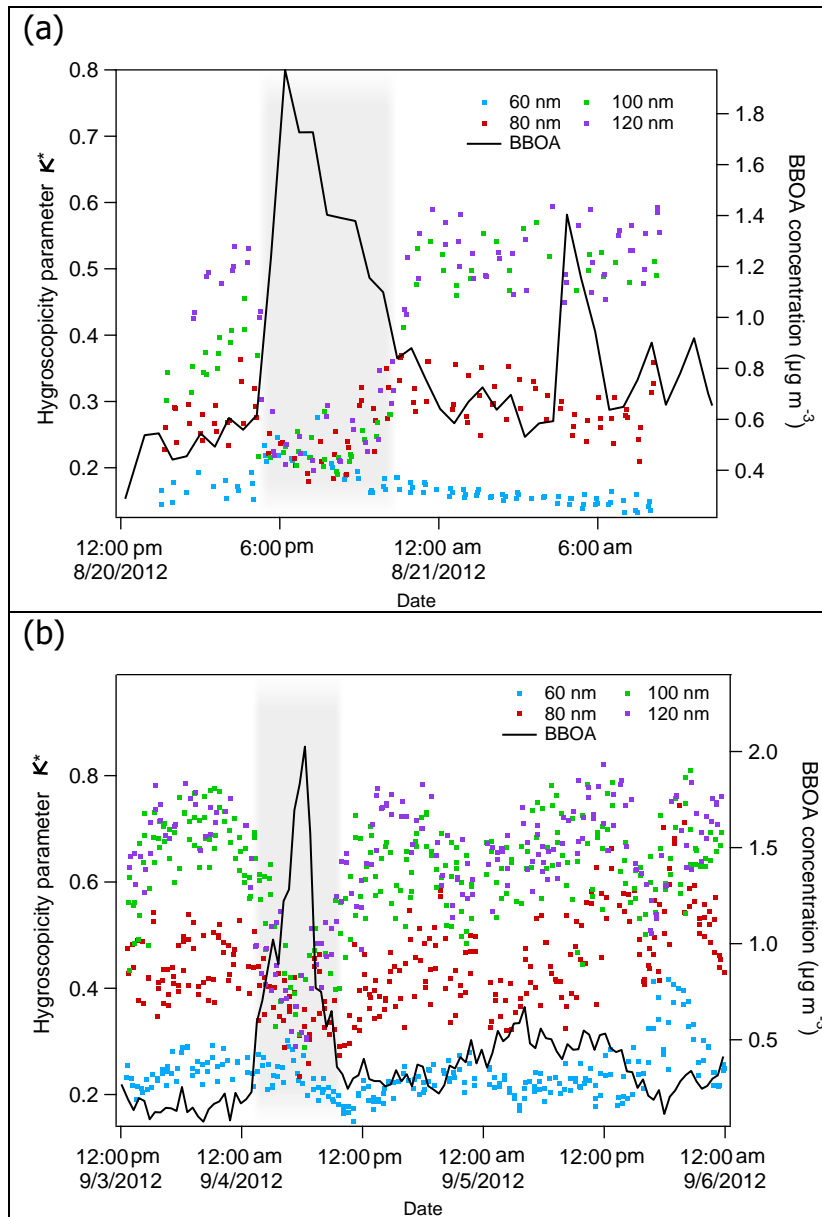 (a)
0.8
0.7
0.6
0.5
0.4
0.3
0.2
Hygroscopicity parameter κ*
60 nm 100 nm
80 nm 120 nm
BBOA
1.8
1.6
1.4
1.2
1.0
0.8
0.6
0.4
BBOA concentration (µg m-3)
12:00 pm 6:00 pm 12:00 am 6:00 am
8/20/2012 8/21/2012
Date
(b)
0.8
0.6
0.4
0.2
Hygroscopicity parameter κ*
60 nm 100 nm
80 nm 120 nm
BBOA
2.0
1.5
1.0
0.5
BBOA concentration (µg m-3)
12:00 pm 12:00 am 12:00 pm 12:00 am 12:00 pm 12:00 am
9/3/2012 9/4/2012 9/5/2012 9/6/2012
Date